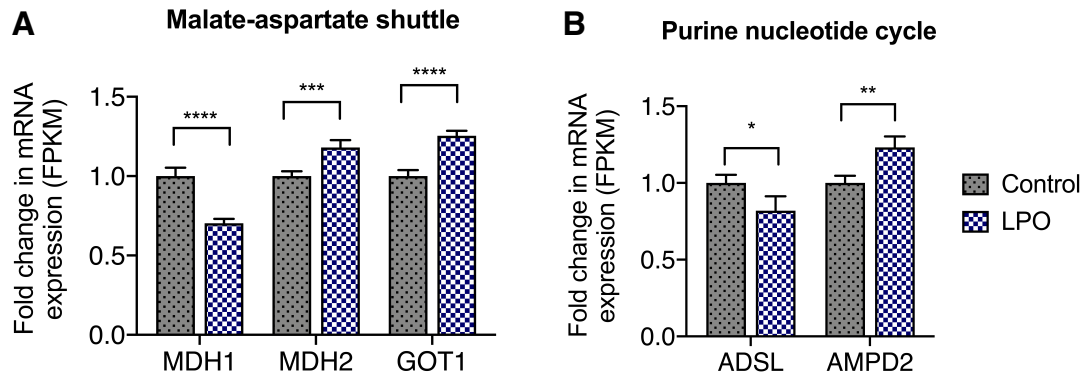 A
Malate-aspartate shuttle
Fold change in mRNA
expression (FPKM)
1.5
1.0
0.5
0.0
****
***
****
MDH1
MDH2
GOT1
B
Purine nucleotide cycle
Fold change in mRNA
expression (FPKM)
1.5
1.0
0.5
0.0
*
**
ADSL
AMPD2
Control
LPO